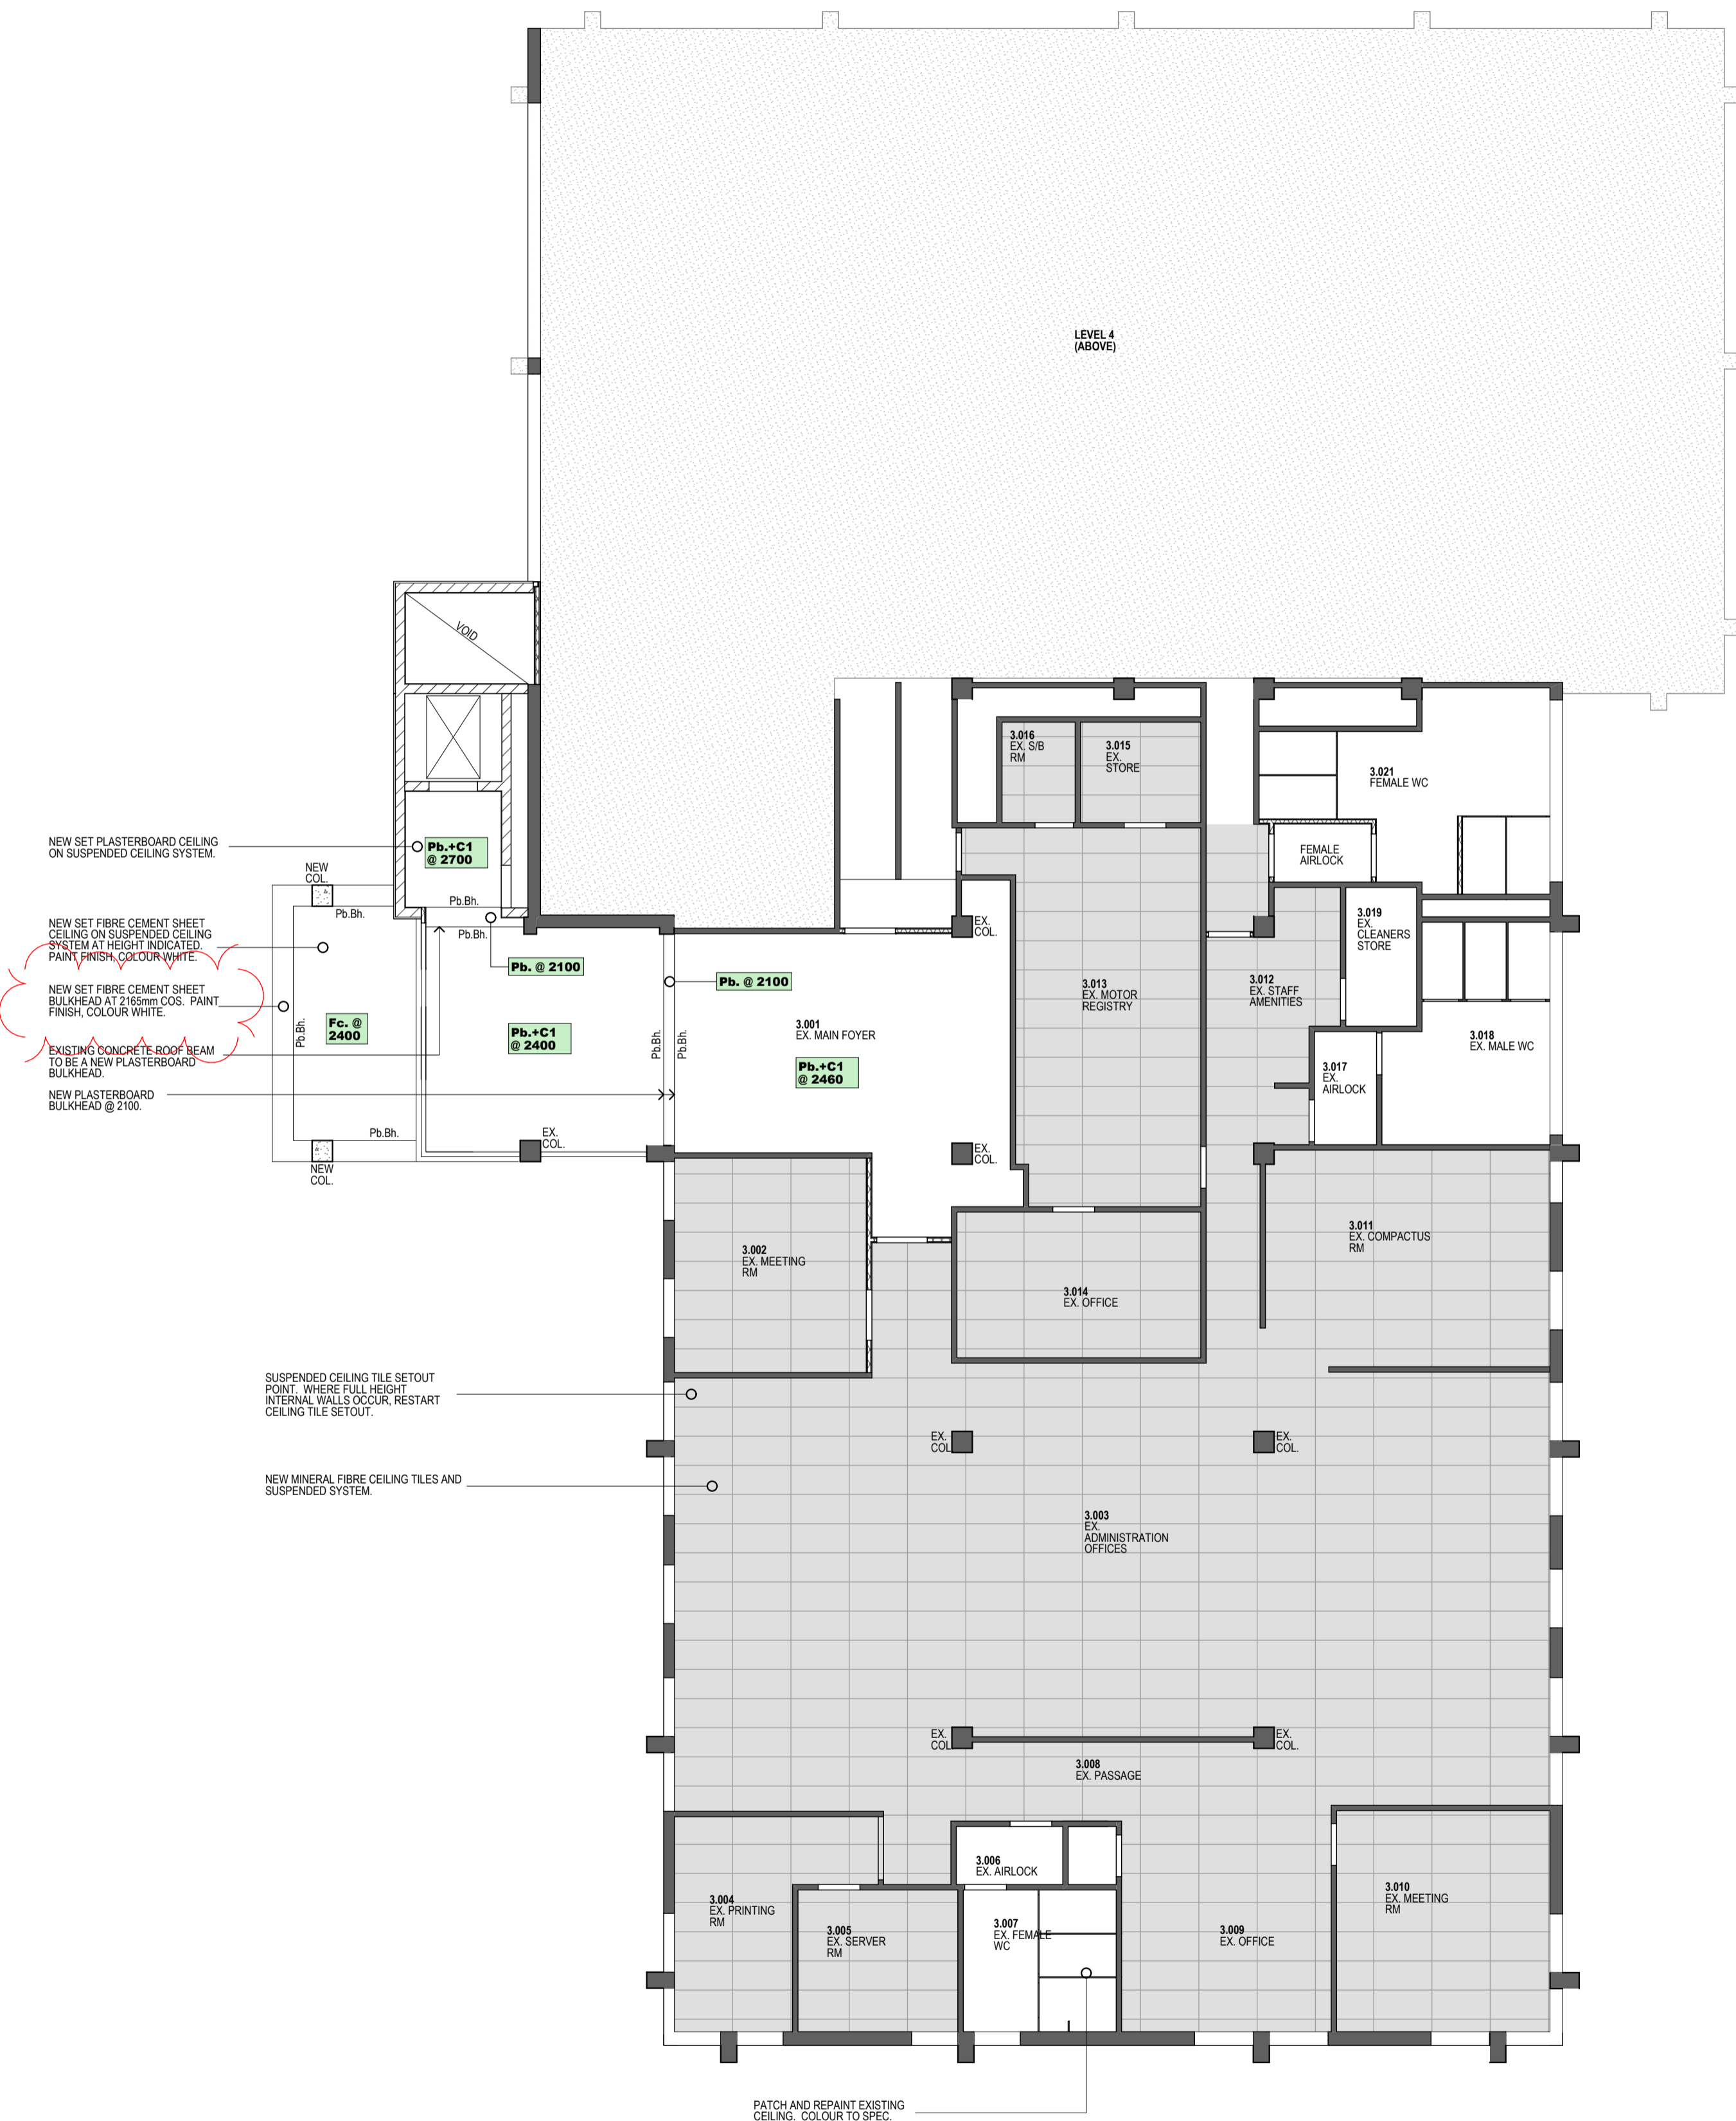 LEVEL 4
(ABOVE)
VOID
3.016
EX. S/B
RM
3.015
EX.
STORE
3.021
FEMALE WC
NEW SET PLASTERBOARD CEILING
ON SUSPENDED CEILING SYSTEM.
Pb.+C1
@ 2700
FEMALE
AIRLOCK
NEW
COL.
Pb.Bh.
Pb.Bh.
Pb.Bh.
EX.
COL.
3.019
EX.
CLEANERS
STORE
NEW SET FIBRE CEMENT SHEET
CEILING ON SUSPENDED CEILING
SYSTEM AT HEIGHT INDICATED.
PAINT FINISH, COLOUR WHITE.
Pb. @ 2100
Pb. @ 2100
3.013
EX. MOTOR
REGISTRY
3.012
EX. STAFF
AMENITIES
NEW SET FIBRE CEMENT SHEET
BULKHEAD AT 2165mm COS.  PAINT
FINISH, COLOUR WHITE.
Pb.Bh.
Fc. @
2400
Pb.+C1
@ 2400
Pb.Bh.
Pb.Bh.
3.001
EX. MAIN FOYER
3.018
EX. MALE WC
EXISTING CONCRETE ROOF BEAM
TO BE A NEW PLASTERBOARD
BULKHEAD.
Pb.+C1
@ 2460
3.017
EX.
AIRLOCK
NEW PLASTERBOARD
BULKHEAD @ 2100.
Pb.Bh.
EX.
COL.
EX.
COL.
NEW
COL.
3.002
EX. MEETING
RM
3.011
EX. COMPACTUS
RM
3.014
EX. OFFICE
SUSPENDED CEILING TILE SETOUT
POINT.  WHERE FULL HEIGHT
INTERNAL WALLS OCCUR, RESTART
CEILING TILE SETOUT.
EX.
COL.
EX.
COL.
NEW MINERAL FIBRE CEILING TILES AND
SUSPENDED SYSTEM.
3.003
EX.
ADMINISTRATION
OFFICES
EX.
COL.
EX.
COL.
3.008
EX. PASSAGE
3.006
EX. AIRLOCK
3.004
EX. PRINTING
RM
3.010
EX. MEETING
RM
3.005
EX. SERVER
RM
3.007
EX. FEMALE
WC
3.009
EX. OFFICE
PATCH AND REPAINT EXISTING
CEILING.  COLOUR TO SPEC.